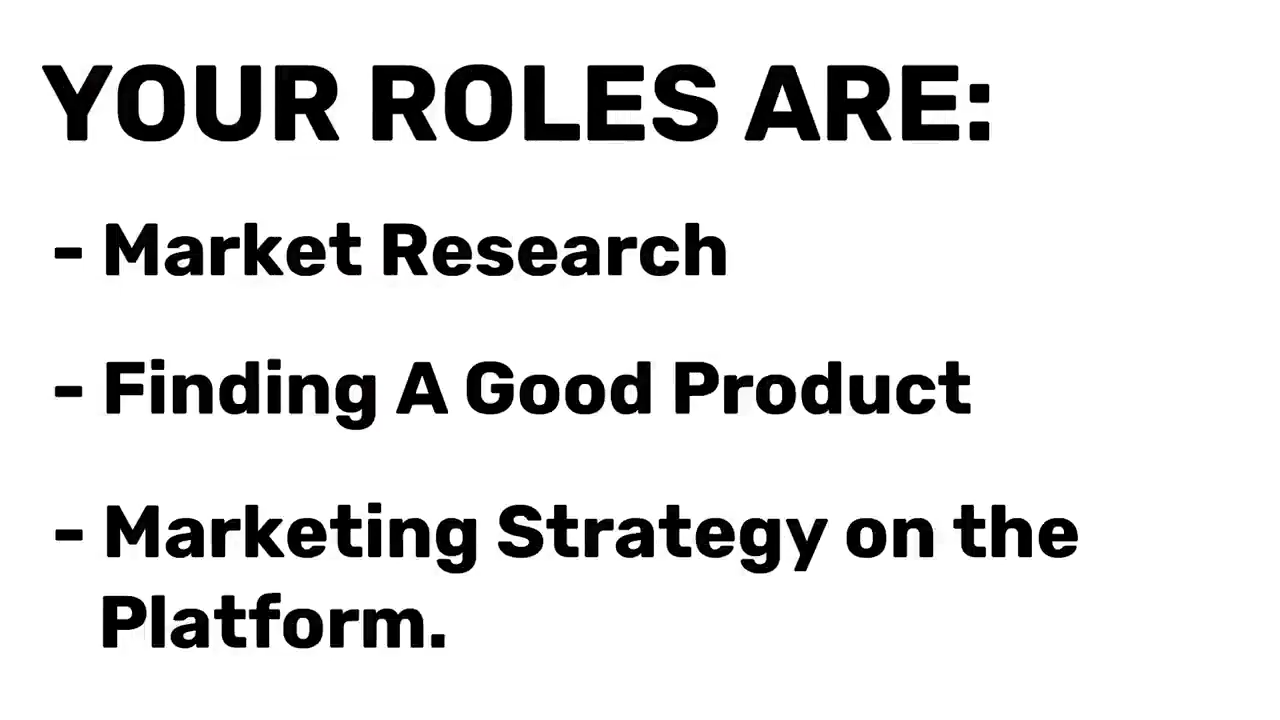 YOUR ROLES ARE:
- Market Research
- Finding A Good Product
- Marketing Strategy on the
Platform.